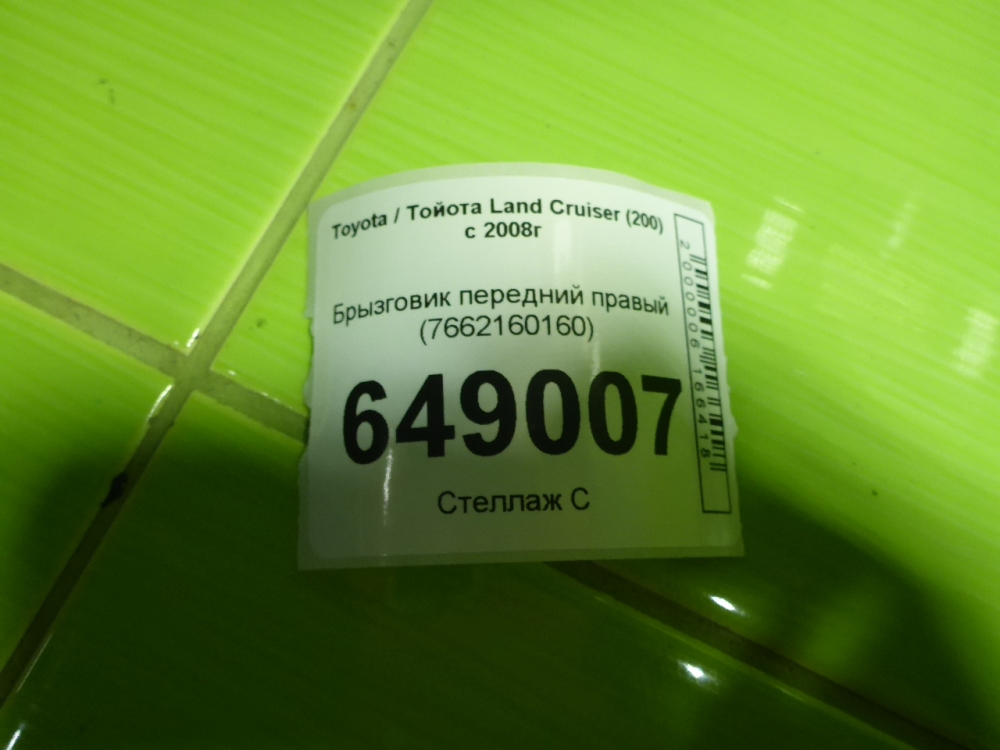 Toyota / Тойота Land Cruiser (200)
с 2008г
Брызговик передний правый
(7662160160)
649007
Стеллаж С
2000006166418